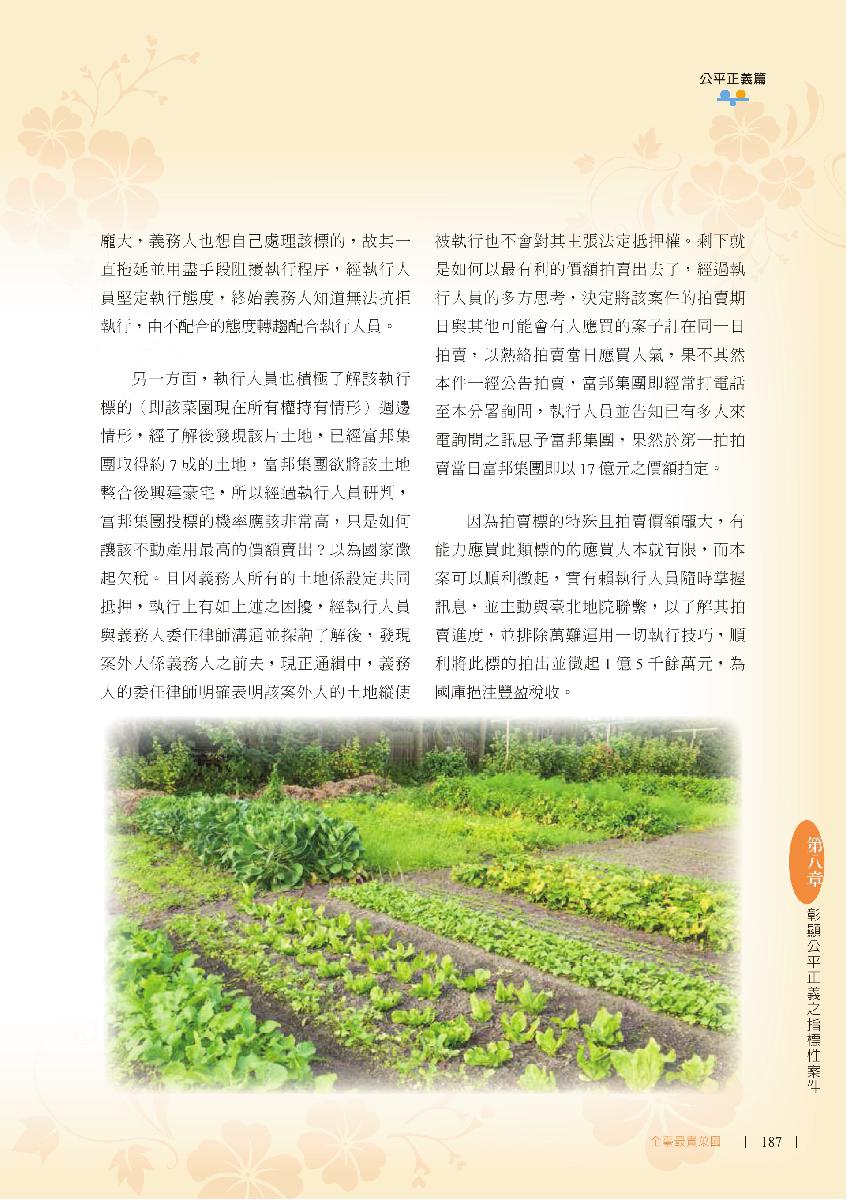 公平正義篇
龐大，義務人也想自己處理該標的，故其一
直拖延並用盡手段阻撓執行程序，經執行人
員堅定執行態度，終始義務人知道無法抗拒
執行，由不配合的態度轉趨配合執行人員。
另一方面，執行人員也積極了解該執行
標的（即該菜園現在所有權持有情形）週邊
情形，經了解後發現該片土地，已經富邦集
團取得約 7 成的土地，富邦集團欲將該土地
整合後興建豪宅，所以經過執行人員研判，
富邦集團投標的機率應該非常高，只是如何
讓該不動產用最高的價額賣出？以為國家徵
起欠稅。且因義務人所有的土地係設定共同
抵押，執行上有如上述之困擾，經執行人員
與義務人委任律師溝通並探詢了解後，發現
案外人係義務人之前夫，現正通緝中，義務
人的委任律師明確表明該案外人的土地縱使
被執行也不會對其主張法定抵押權。剩下就
是如何以最有利的價額拍賣出去了，經過執
行人員的多方思考，決定將該案件的拍賣期
日與其他可能會有人應買的案子訂在同一日
拍賣，以熱絡拍賣當日應買人氣，果不其然
本件一經公告拍賣，富邦集團即經常打電話
至本分署詢問，執行人員並告知已有多人來
電詢問之訊息予富邦集團，果然於第一拍拍
賣當日富邦集團即以 17 億元之價額拍定。
因為拍賣標的特殊且拍賣價額龐大，有
能力應買此類標的的應買人本就有限，而本
案可以順利徵起，實有賴執行人員隨時掌握
訊息，並主動與臺北地院聯繫，以了解其拍
賣進度，並排除萬難運用一切執行技巧，順
利將此標的拍出並徵起 1 億 5 千餘萬元，為
國庫挹注豐盈稅收。
第八章
彰顯公平正義之指標性案件
全臺最貴菜園 | 187 |